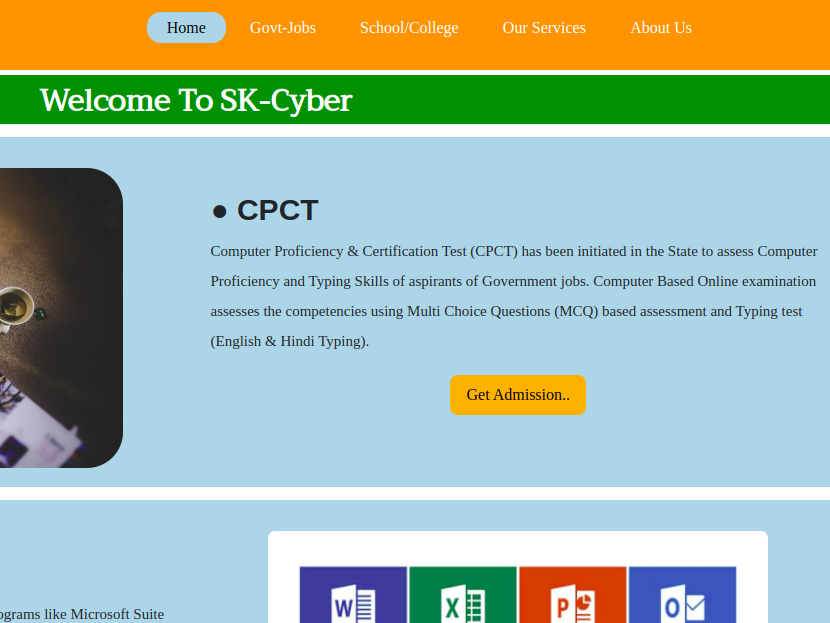 Home Govt-Jobs School/College Our Services About Us
Welcome To SK-Cyber
● CPCT
Computer Proficiency & Certification Test (CPCT) has been initiated in the State to assess Computer
Proficiency and Typing Skills of aspirants of Government jobs. Computer Based Online examination
assesses the competencies using Multi Choice Questions (MCQ) based assessment and Typing test
(English & Hindi Typing).
Get Admission..
W X P O
like Microsoft Suite